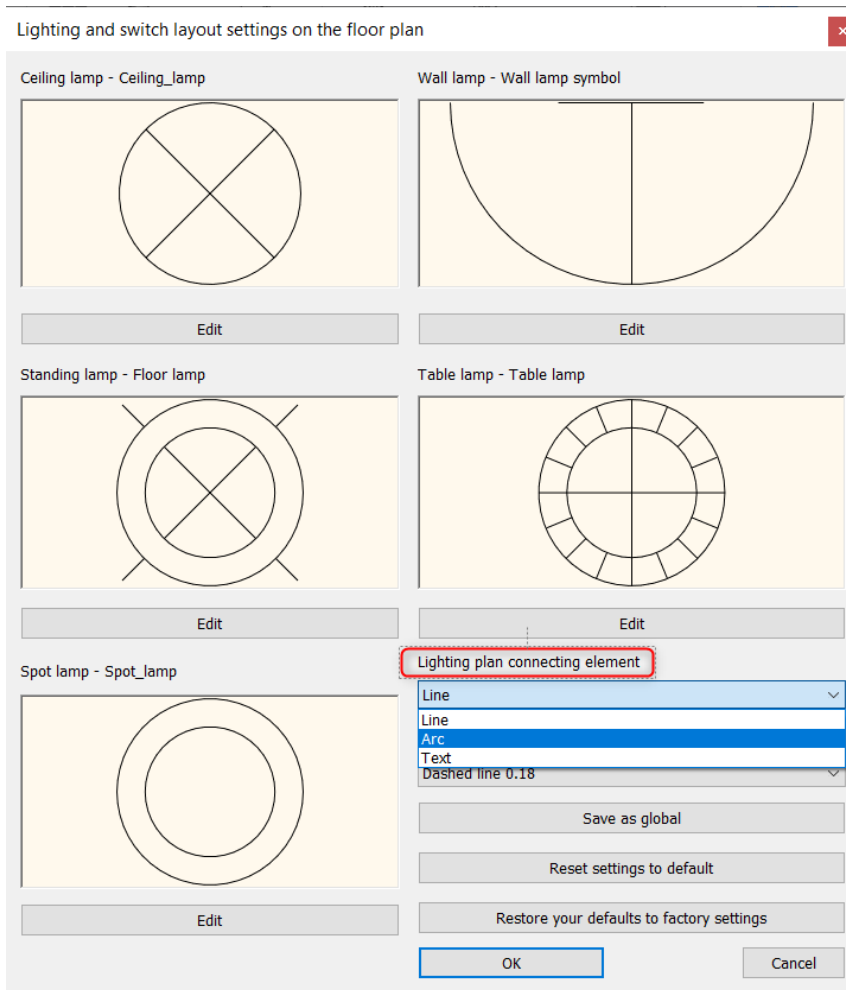 Lighting and switch layout settings on the floor plan
Ceiling lamp - Ceiling_lamp
Wall lamp - Wall lamp symbol
Edit
Edit
Standing lamp - Floor lamp
Table lamp - Table lamp
Edit
Edit
Spot lamp - Spot_lamp
Lighting plan connecting element
Line
Line
Arc
Text
Dashed line 0.18
Save as global
Reset settings to default
Edit
Restore your defaults to factory settings
OK
Cancel